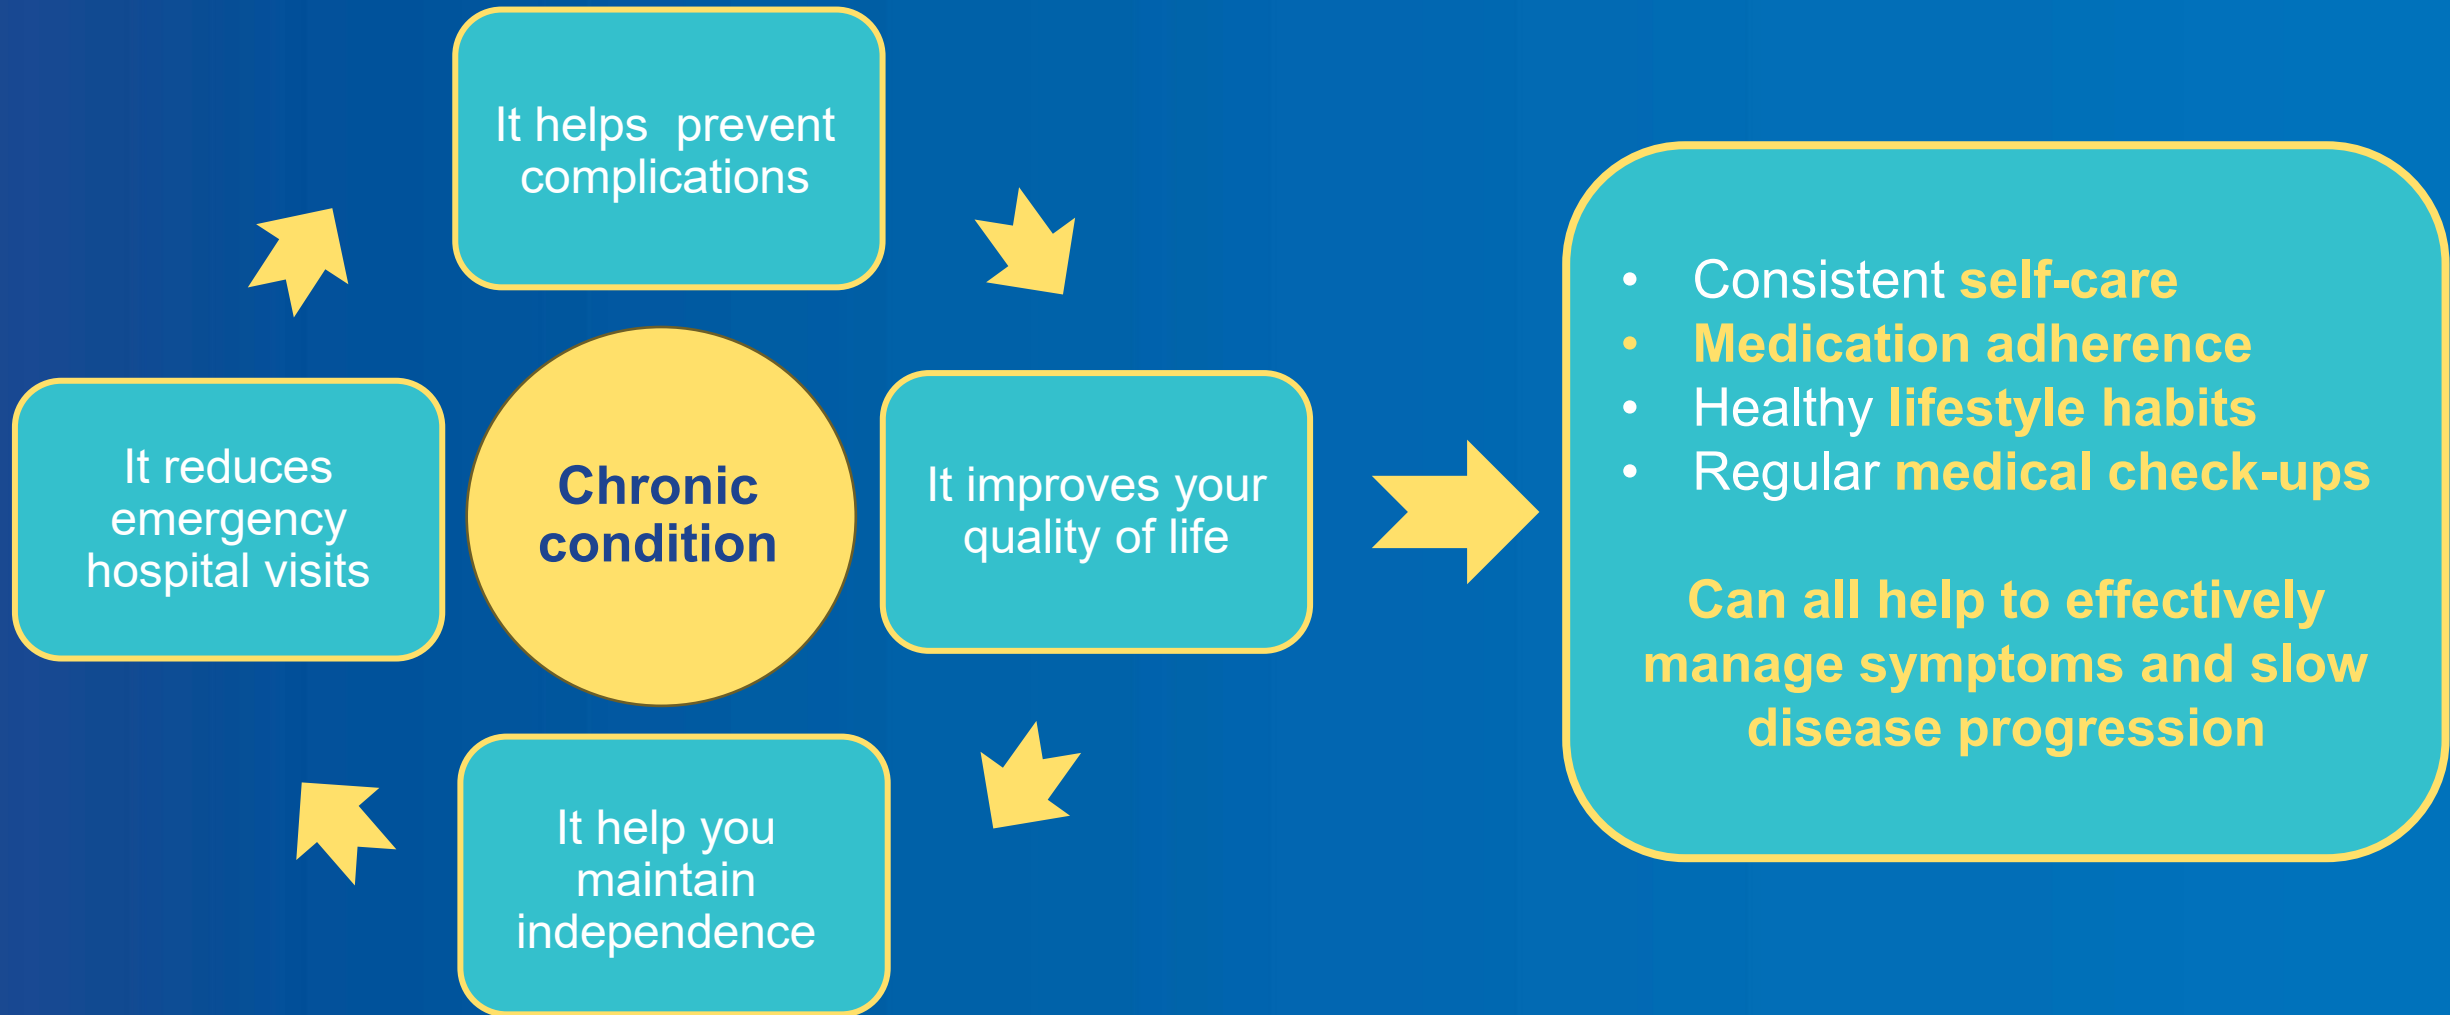 It helps  prevent
complications
It reduces
emergency
hospital visits
Chronic
condition
It improves your
quality of life
It help you
maintain
independence
• Consistent self-care
• Medication adherence
• Healthy lifestyle habits
• Regular medical check-ups
Can all help to effectively
manage symptoms and slow
disease progression